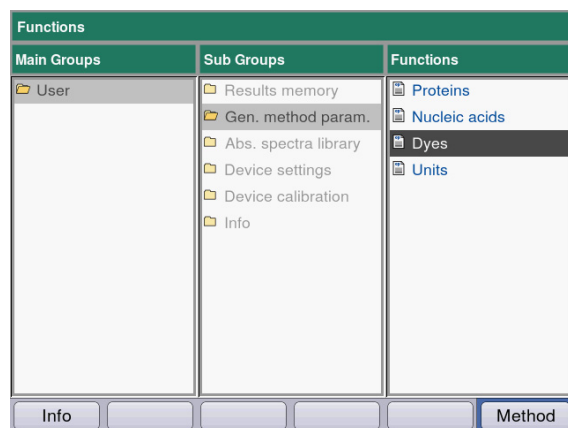 Functions
Main Groups
Sub Groups
Functions
User
Results memory
Gen. method param.
Abs. spectra library
Device settings
Device calibration
Info
Proteins
Nucleic acids
Dyes
Units
Info
Method